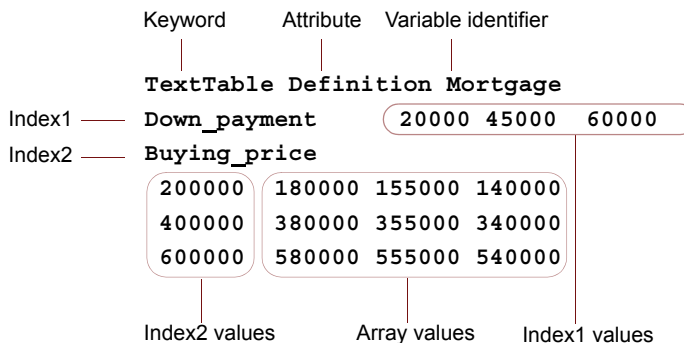 Keyword Attribute Variable identifier
TextTable Definition Mortgage
Index1 Down_payment 20000 45000 60000
Index2 Buying_price
200000 180000 155000 140000
400000 380000 355000 340000
600000 580000 555000 540000
Index2 values Array values Index1 values